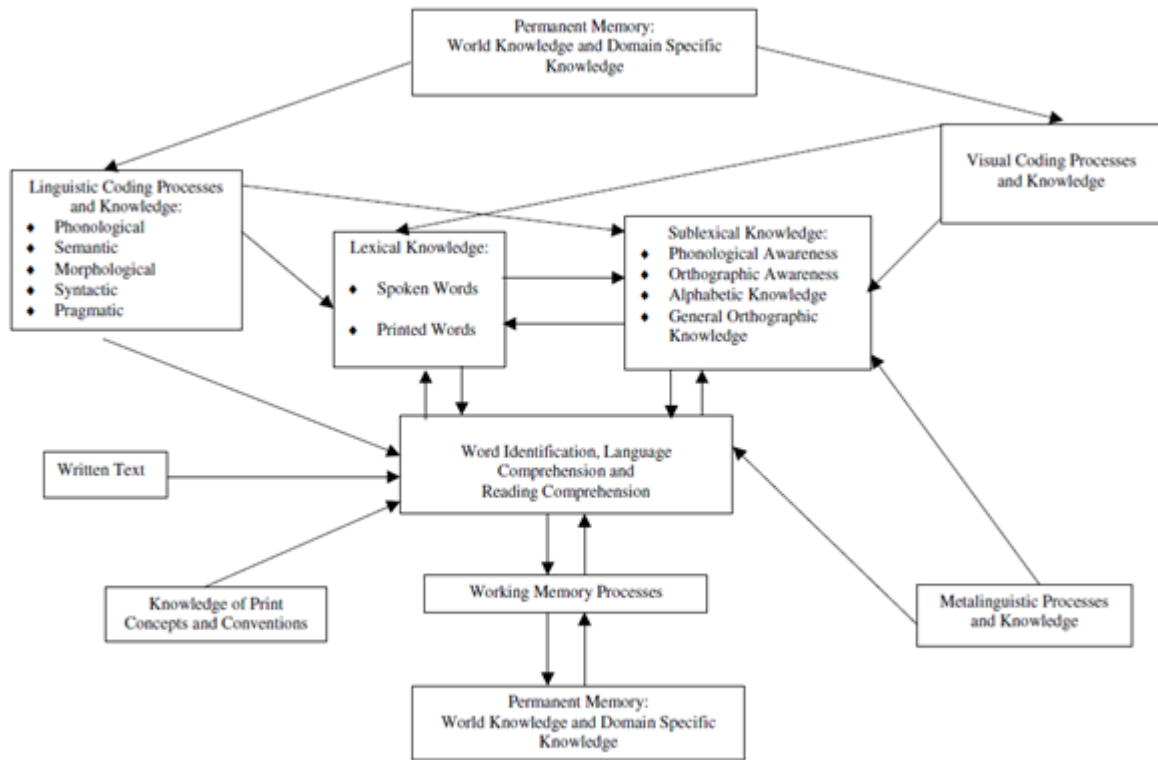 Permanent Memory:
World Knowledge and Domain Specific
Knowledge
Visual Coding Processes
and Knowledge
Linguistic Coding Processes
and Knowledge:
♦ Phonological
♦ Semantic
♦ Morphological
♦ Syntactic
♦ Pragmatic
Lexical Knowledge:
♦ Spoken Words
♦ Printed Words
Sublexical Knowledge:
♦ Phonological Awareness
♦ Orthographic Awareness
♦ Alphabetic Knowledge
♦ General Orthographic
Knowledge
Word Identification, Language
Comprehension and
Reading Comprehension
Written Text
Knowledge of Print
Concepts and Conventions
Working Memory Processes
Metalinguistic Processes
and Knowledge
Permanent Memory:
World Knowledge and Domain Specific
Knowledge